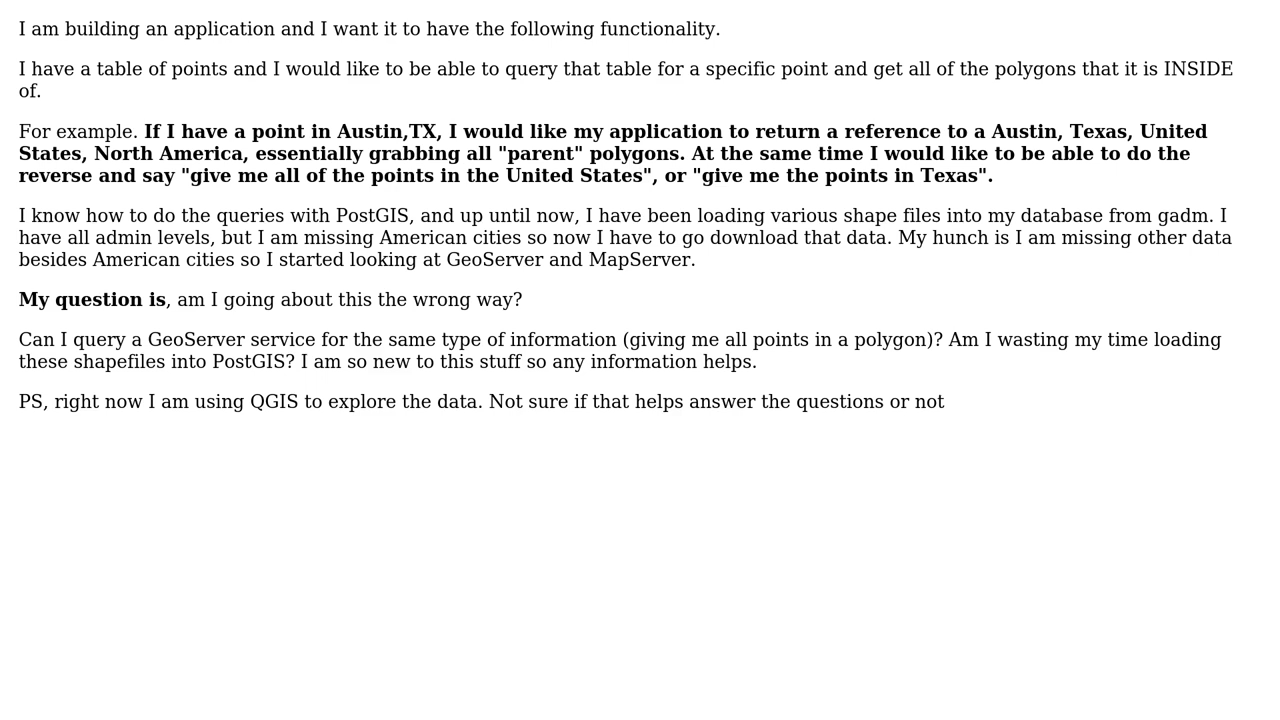 I am building an application and I want it to have the following functionality.
I have a table of points and I would like to be able to query that table for a specific point and get all of the polygons that it is INSIDE
of.
For example. If I have a point in Austin,TX, I would like my application to return a reference to a Austin, Texas, United
States, North America, essentially grabbing all "parent" polygons. At the same time I would like to be able to do the
reverse and say "give me all of the points in the United States", or "give me the points in Texas".
I know how to do the queries with PostGIS, and up until now, I have been loading various shape files into my database from gadm. I
have all admin levels, but I am missing American cities so now I have to go download that data. My hunch is I am missing other data
besides American cities so I started looking at GeoServer and MapServer.
My question is, am I going about this the wrong way?
Can I query a GeoServer service for the same type of information (giving me all points in a polygon)? Am I wasting my time loading
these shapefiles into PostGIS? I am so new to this stuff so any information helps.
PS, right now I am using QGIS to explore the data. Not sure if that helps answer the questions or not